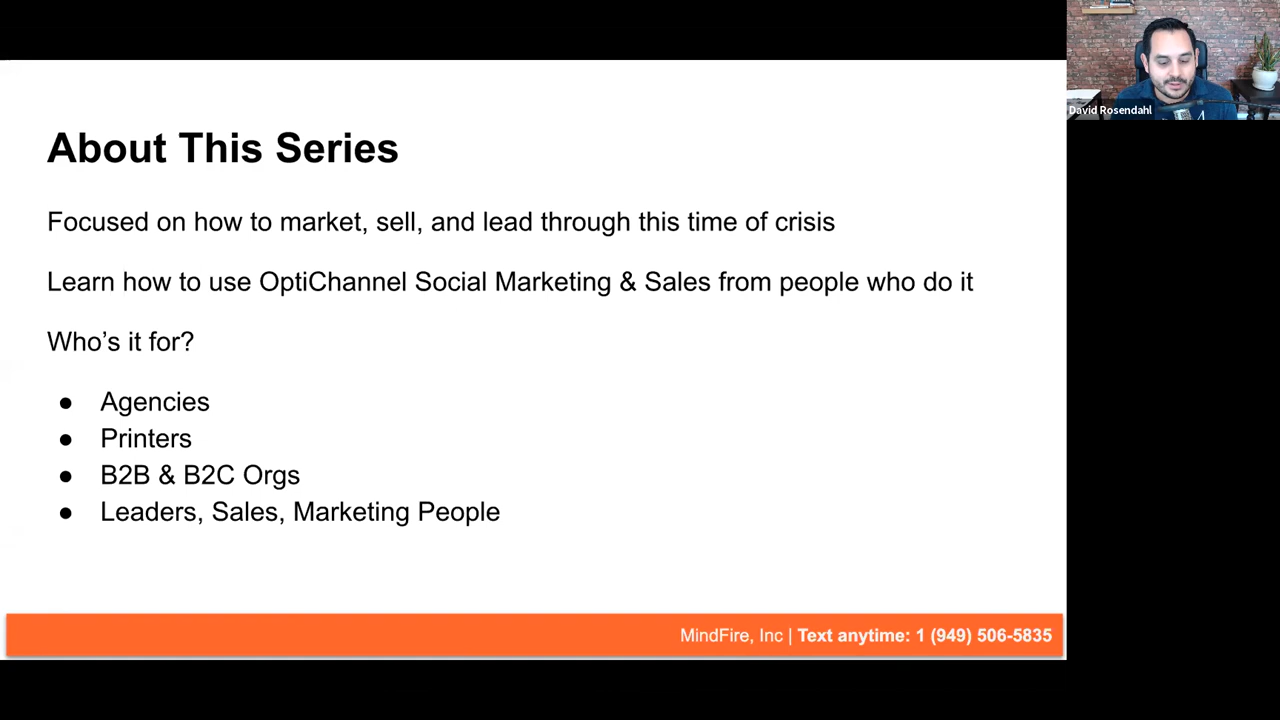 David Rosendahl
About This Series
Focused on how to market, sell, and lead through this time of crisis
Learn how to use OptiChannel Social Marketing & Sales from people who do it
Who’s it for?
● Agencies
● Printers
● B2B & B2C Orgs
● Leaders, Sales, Marketing People
MindFire, Inc | Text anytime: 1 (949) 506-5835